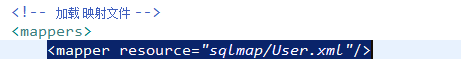 <!-- 加载 映射文件 -->
<mappers>
<mapper resource="sqlmap/User.xml"/>